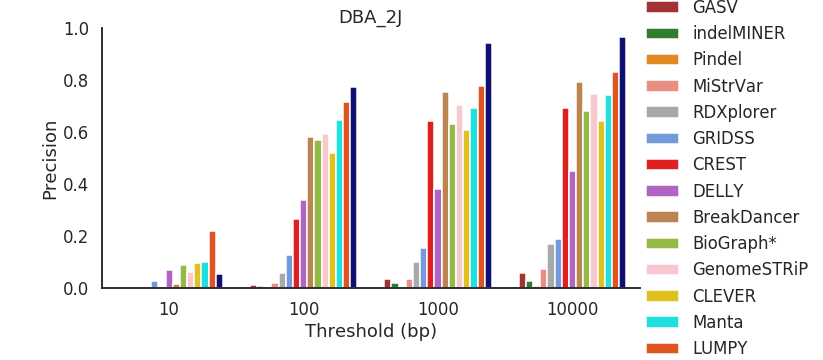 DBA_2J
1.0
0.8
0.6
0.4
0.2
0.0
Precision
10
100
1000
10000
Threshold (bp)
GASV
indelMINER
Pindel
MiStrVar
RDXplorer
GRIDSS
CREST
DELLY
BreakDancer
BioGraph*
GenomeSTRiP
CLEVER
Manta
LUMPY